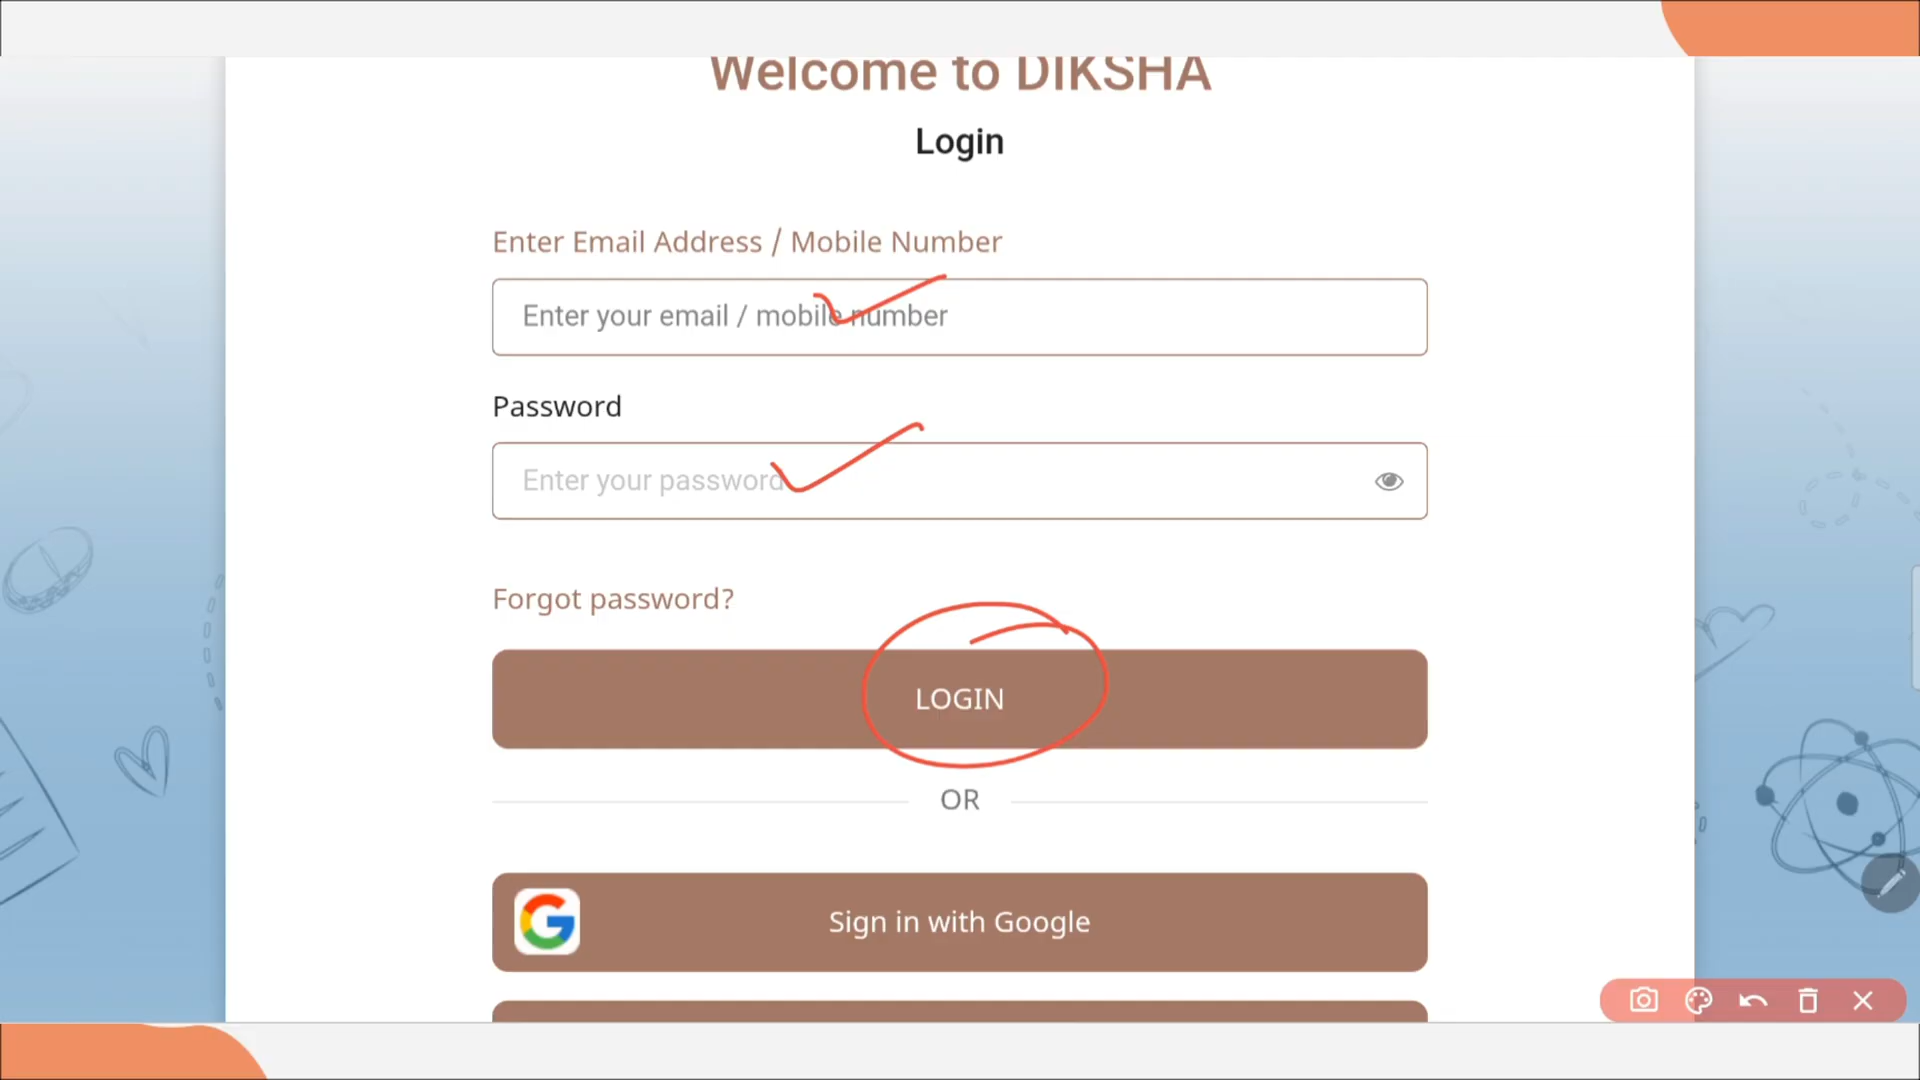 Welcome to DIKSHA
Login
Enter Email Address / Mobile Number
Enter your email / mobile number
Password
Enter your password
Forgot password?
LOGIN
OR
Sign in with Google